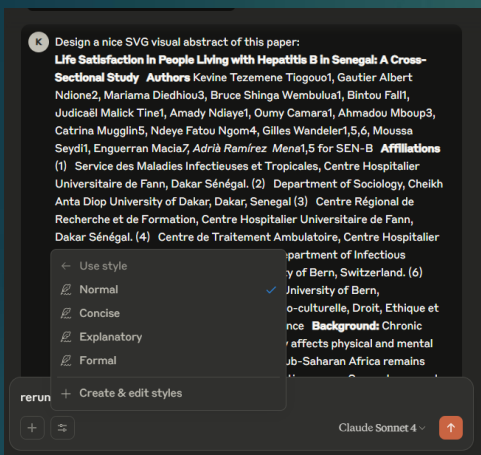 K
Design a nice SVG visual abstract of this paper:
Life Satisfaction in People Living with Hepatitis B in Senegal: A Cross-
Sectional Study Authors Kevine Tezemene Tiogouo1, Gautier Albert
Ndione2, Mariama Diedhiou3, Bruce Shinga Wembulua1, Bintou Fall1,
Judicaël Malick Tine1, Amady Ndiaye1, Oumy Camara1, Ahmadou Mboup3,
Catrina Mugglin5, Ndeye Fatou Ngom4, Gilles Wandeler1,5,6, Moussa
Seydi1, Enguerran Macia7, Adrià Ramírez Mena1,5 for SEN-B Affiliations
(1) Service des Maladies Infectieuses et Tropicales, Centre Hospitalier
Universitaire de Fann, Dakar Sénégal. (2) Department of Sociology, Cheikh
Anta Diop University of Dakar, Dakar, Senegal (3) Centre Régional de
Recherche et de Formation, Centre Hospitalier Universitaire de Fann,
Dakar Sénégal. (4) Centre de Traitement Ambulatoire, Centre Hospitalier
epartment of Infectious
ty of Bern, Switzerland. (6)
University of Bern,
o-culturelle, Droit, Ethique et
nce Background: Chronic
y affects physical and mental
ub-Saharan Africa remains
Use style
Normal
Concise
Explanatory
Formal
Create & edit styles
rerun
Claude Sonnet 4